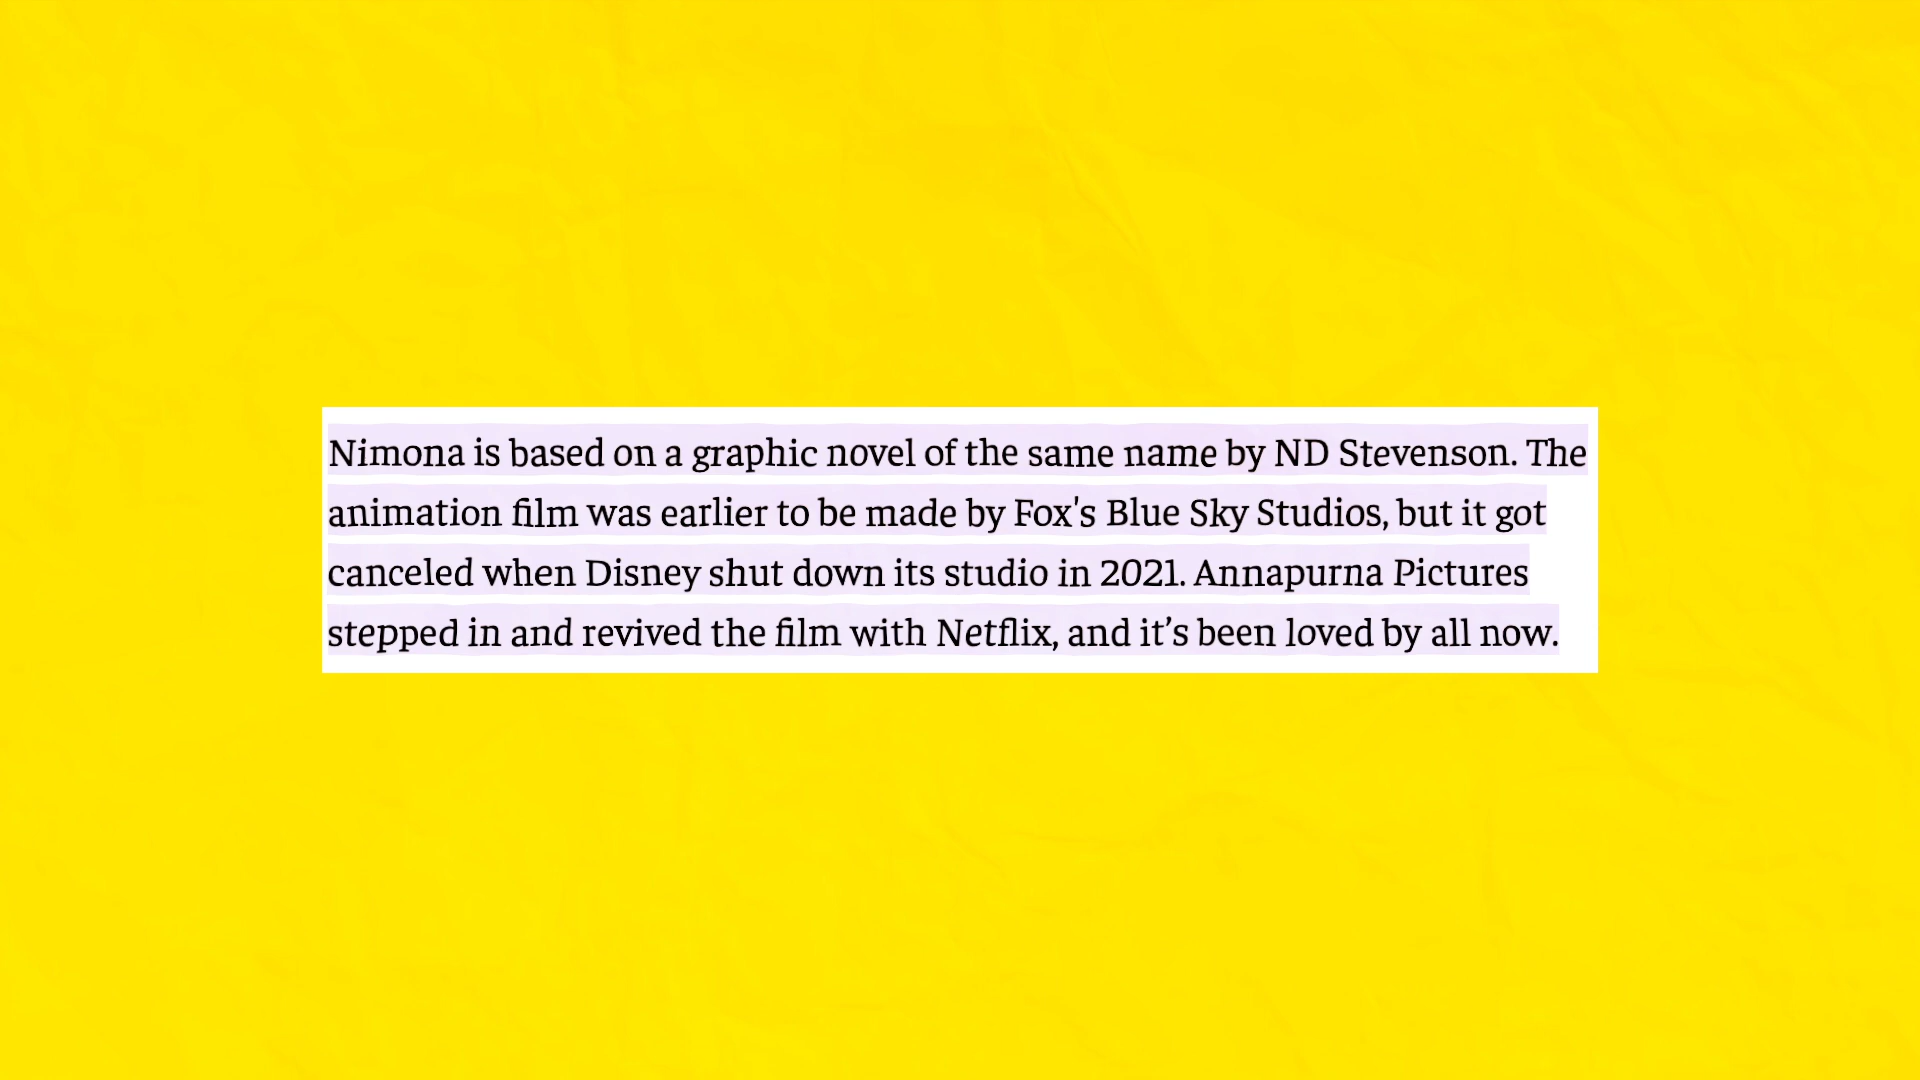 Nimona is based on a graphic novel of the same name by ND Stevenson. The
animation film was earlier to be made by Fox's Blue Sky Studios, but it got
canceled when Disney shut down its studio in 2021. Annapurna Pictures
stepped in and revived the film with Netflix, and it’s been loved by all now.